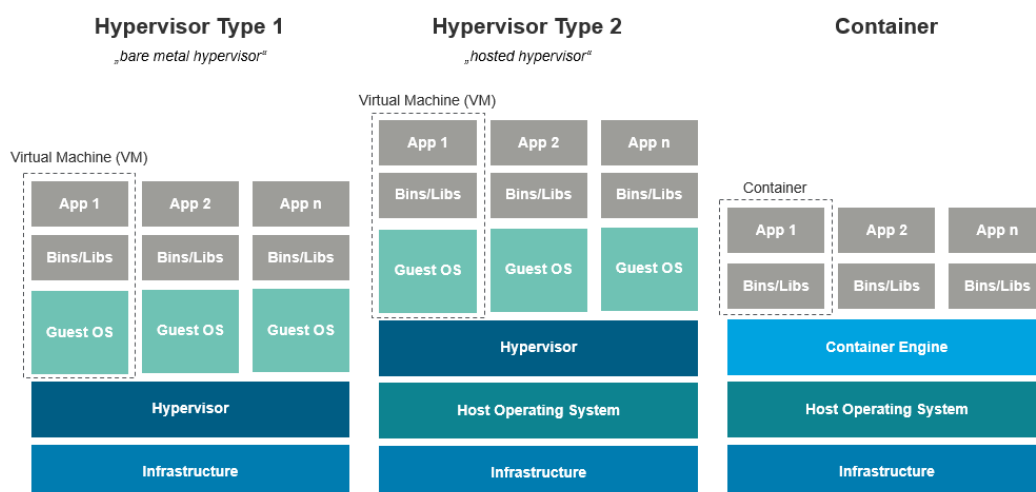 Hypervisor Type 1
„bare metal hypervisor“
Virtual Machine (VM)
App 1
App 2
App n
Bins/Libs
Bins/Libs
Bins/Libs
Guest OS
Guest OS
Guest OS
Hypervisor
Infrastructure
Hypervisor Type 2
„hosted hypervisor“
Virtual Machine (VM)
App 1
App 2
App n
Bins/Libs
Bins/Libs
Bins/Libs
Guest OS
Guest OS
Guest OS
Hypervisor
Host Operating System
Infrastructure
Container
Container
App 1
App 2
App n
Bins/Libs
Bins/Libs
Bins/Libs
Container Engine
Host Operating System
Infrastructure